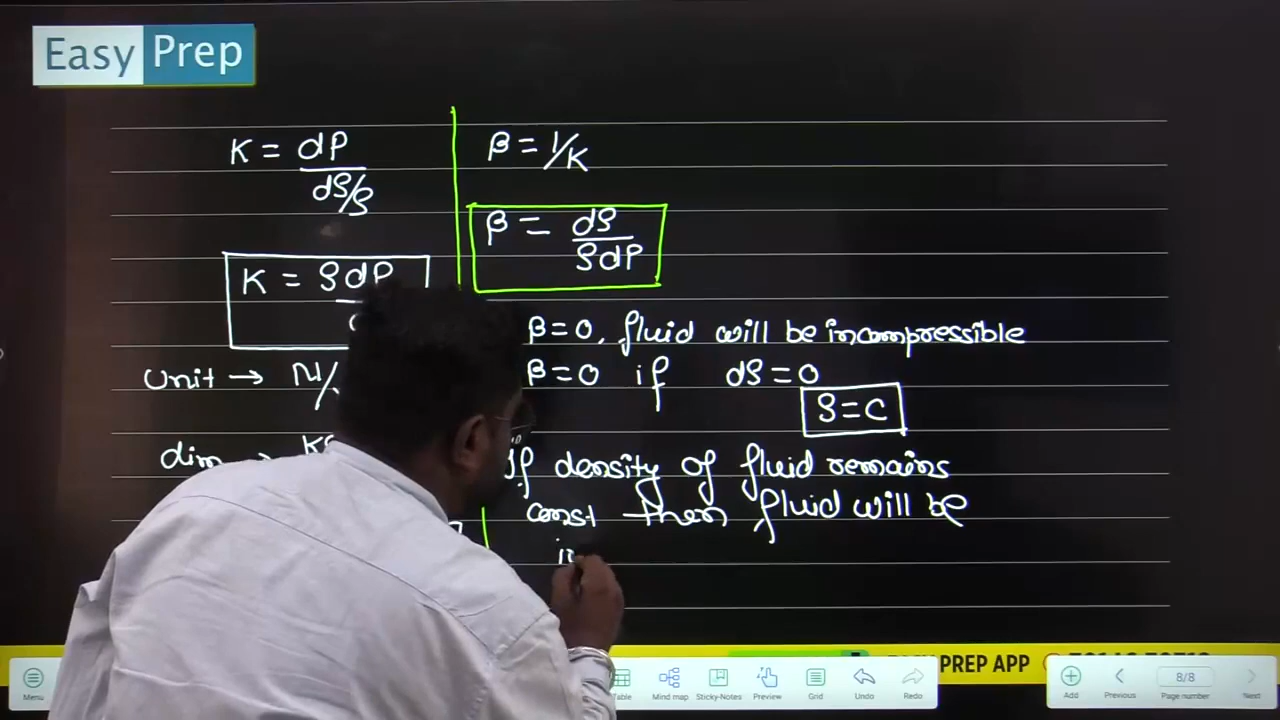 Easy Prep
K = dP
dρ/ρ
K = ρdP
Unit → N/
dim →
β = 1/K
β = dρ
ρdP
β=0, fluid will be incompressible
β=0 if dρ=0
ρ=C
If density of fluid remains
const then fluid will be
in
PREP APP
Menu
Table
Mind map
Sticky-Notes
Preview
Grid
Undo
Redo
Add
Previous
8/8
Page number
Next